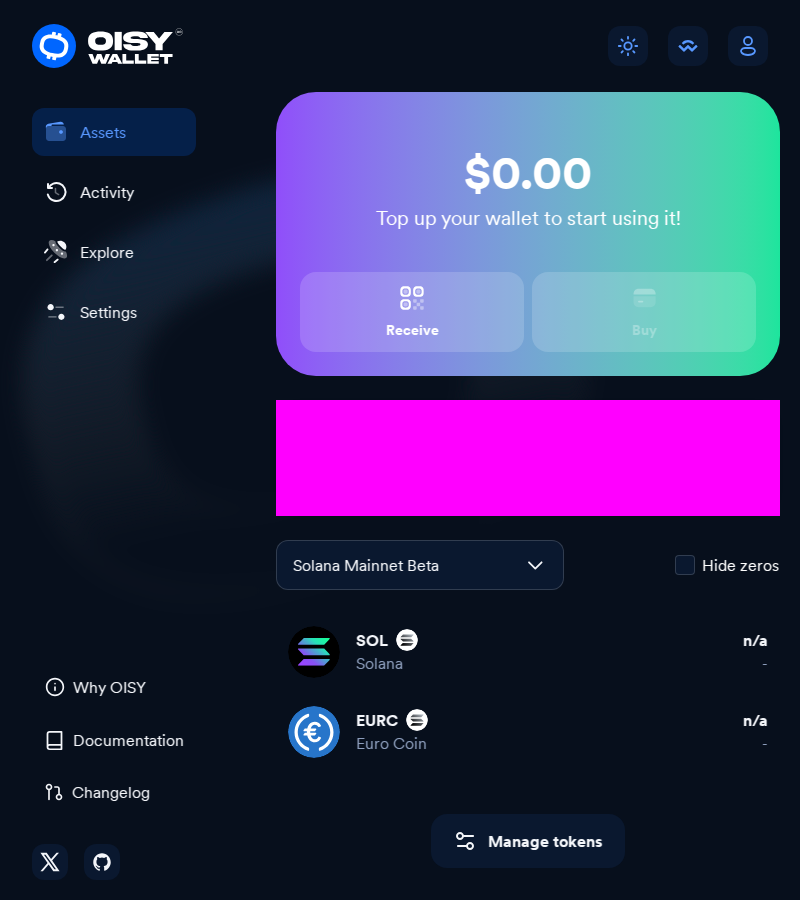 OISY
WALLET
Assets
Activity
Explore
Settings
$0.00
Top up your wallet to start using it!
Receive
Buy
Solana Mainnet Beta
Hide zeros
SOL
n/a
Solana
-
EURC
n/a
Euro Coin
-
Why OISY
Documentation
Changelog
Manage tokens